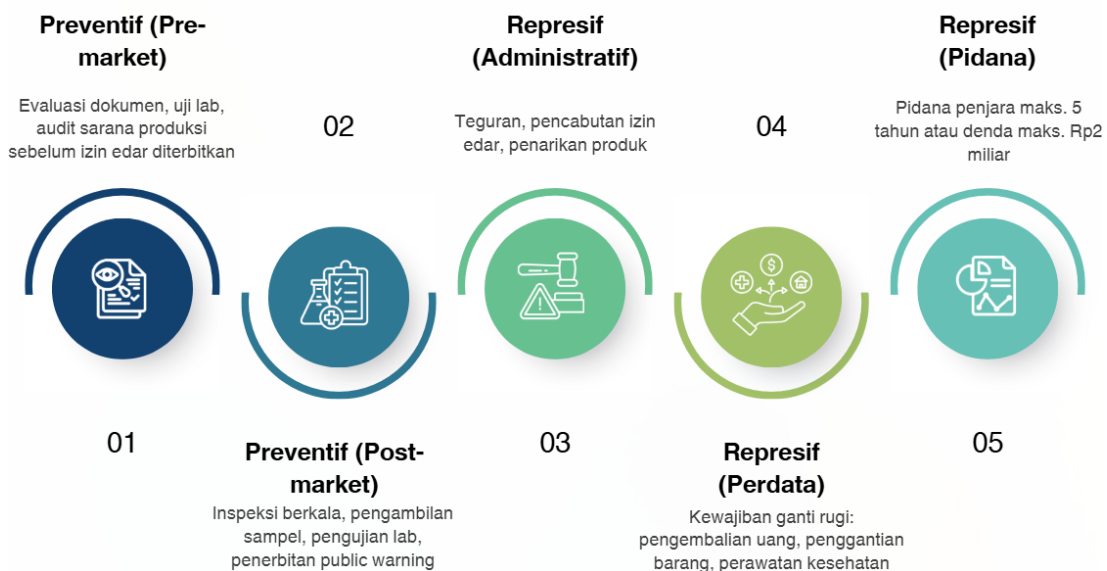 Preventif (Pre-
market)
Evaluasi dokumen, uji lab,
audit sarana produksi
sebelum izin edar diterbitkan
01
02
Preventif (Post-
market)
Inspeksi berkala, pengambilan
sampel, pengujian lab,
penerbitan public warning
Represif
(Administratif)
Teguran, pencabutan izin
edar, penarikan produk
03
04
Represif
(Perdata)
Kewajiban ganti rugi:
pengembalian uang, penggantian
barang, perawatan kesehatan
Represif
(Pidana)
Pidana penjara maks. 5
tahun atau denda maks. Rp2
miliar
05